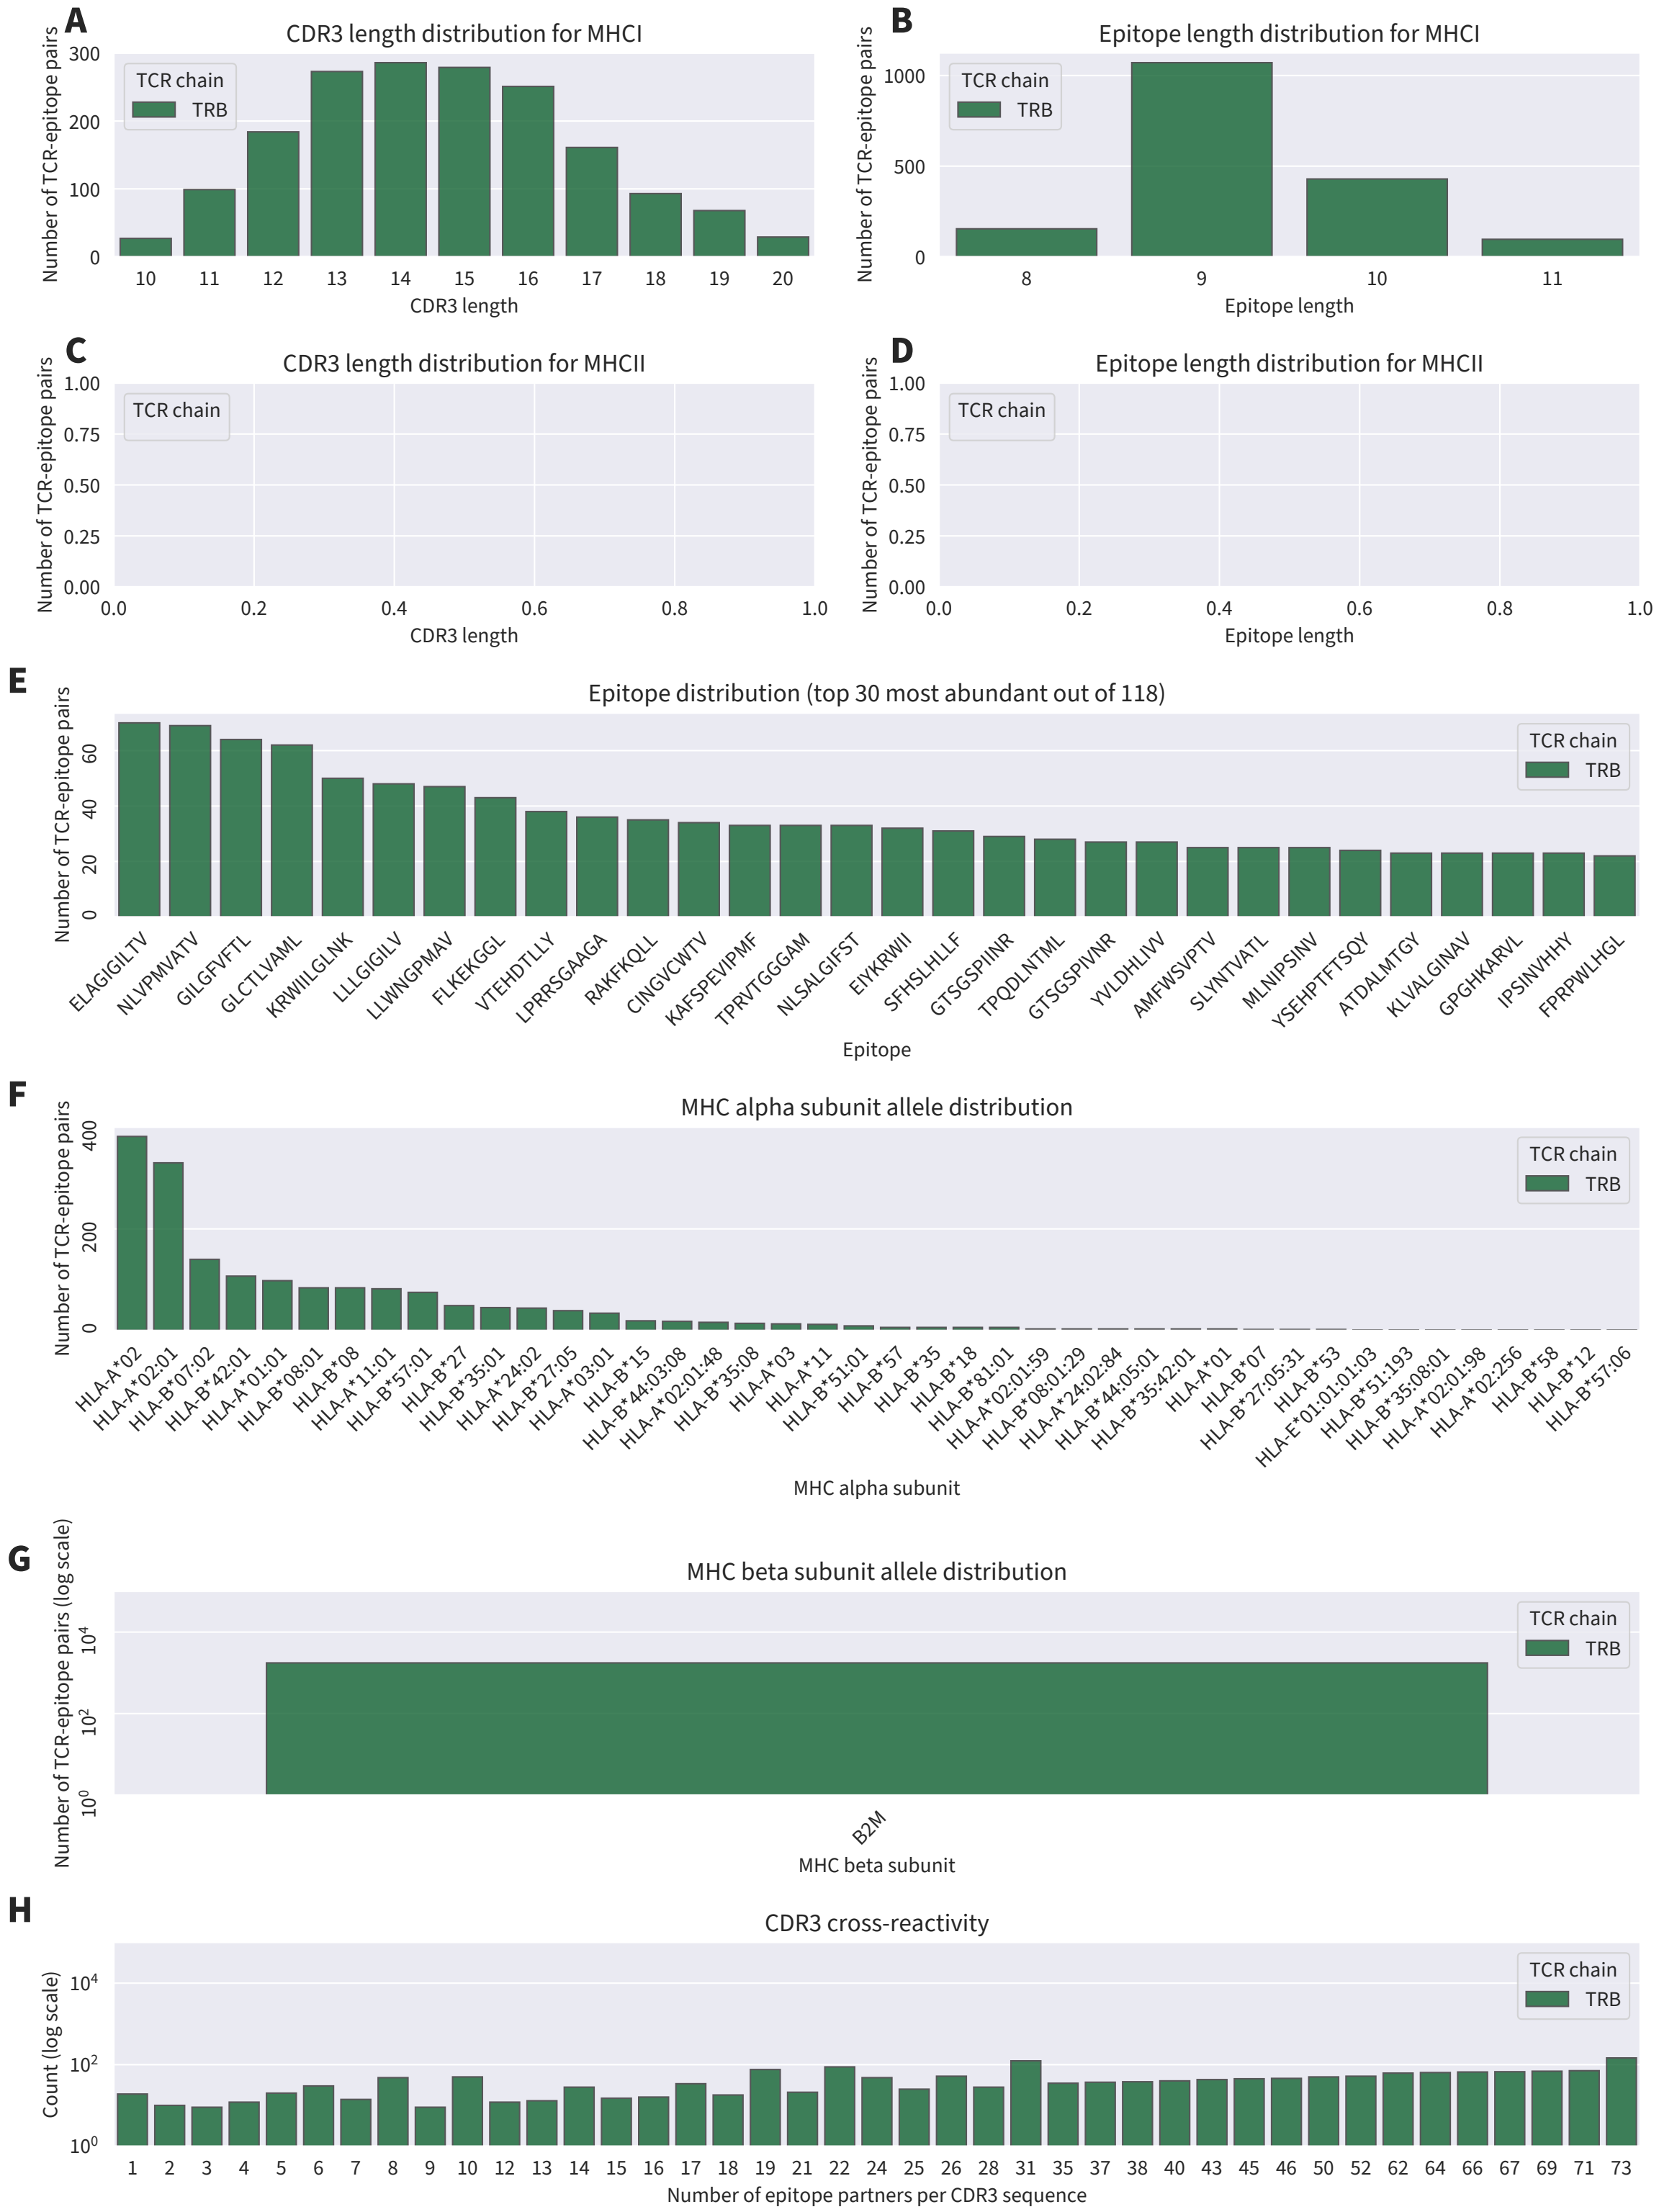 A
CDR3 length distribution for MHCI
Number of TCR-epitope pairs
300
200
100
0
TCR chain
TRB
10 11 12 13 14 15 16 17 18 19 20
CDR3 length
B
Epitope length distribution for MHCI
Number of TCR-epitope pairs
1000
500
0
TCR chain
TRB
8 9 10 11
Epitope length
C
CDR3 length distribution for MHCII
Number of TCR-epitope pairs
1.00
0.75
0.50
0.25
0.00
TCR chain
0.0 0.2 0.4 0.6 0.8 1.0
CDR3 length
D
Epitope length distribution for MHCII
Number of TCR-epitope pairs
1.00
0.75
0.50
0.25
0.00
TCR chain
0.0 0.2 0.4 0.6 0.8 1.0
Epitope length
E
Epitope distribution (top 30 most abundant out of 118)
Number of TCR-epitope pairs
60
40
20
0
TCR chain
TRB
ELAGIGILTV
NLVPMVATV
GILGFVFTL
GLCTLVAML
KRWIILGLNK
LLLGIGILV
LLWNGPMAV
FLKEKGGL
VTEHDTLLY
LPRRSGAAGA
RAKFKQLL
CINGVCWTV
KAFSPEVIPMF
TPRVTGGGAM
NLSALGIFST
EIYKRWII
SFHSLHLLF
GTSGSPIINR
TPQDLNTML
GTSGSPIVNR
YVLDHLIVV
AMFWSVPTV
SLYNTVATL
MLNIPSINV
YSEHPTFTSQY
ATDALMTGY
KLVALGINAV
GPGHKARVL
IPSINVHHY
FPRPWLHGL
Epitope
F
MHC alpha subunit allele distribution
Number of TCR-epitope pairs
400
200
0
TCR chain
TRB
HLA-A*02
HLA-A*02:01
HLA-B*07:02
HLA-B*42:01
HLA-A*01:01
HLA-B*08:01
HLA-B*08
HLA-A*11:01
HLA-B*57:01
HLA-B*27
HLA-B*35:01
HLA-A*24:02
HLA-B*27:05
HLA-A*03:01
HLA-B*15
HLA-B*44:03:08
HLA-A*02:01:48
HLA-B*35:08
HLA-A*03
HLA-A*11
HLA-B*51:01
HLA-B*57
HLA-B*35
HLA-B*18
HLA-B*81:01
HLA-A*02:01:59
HLA-B*08:01:29
HLA-A*24:02:84
HLA-B*44:05:01
HLA-B*35:42:01
HLA-A*01
HLA-B*07
HLA-B*27:05:31
HLA-B*53
HLA-E*01:01:01:03
HLA-B*51:193
HLA-B*35:08:01
HLA-A*02:01:98
HLA-A*02:256
HLA-B*58
HLA-B*12
HLA-B*57:06
MHC alpha subunit
G
MHC beta subunit allele distribution
Number of TCR-epitope pairs (log scale)
10⁴
10²
10⁰
TCR chain
TRB
B2M
MHC beta subunit
H
CDR3 cross-reactivity
Count (log scale)
10⁴
10²
10⁰
TCR chain
TRB
1 2 3 4 5 6 7 8 9 10 12 13 14 15 16 17 18 19 21 22 24 25 26 28 31 35 37 38 40 43 45 46 50 52 62 64 66 67 69 71 73
Number of epitope partners per CDR3 sequence